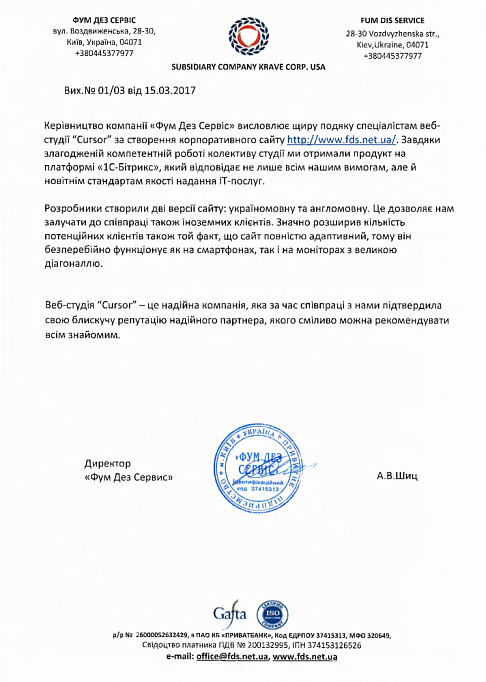 ФУМ ДЕЗ СЕРВІС
вул. Воздвиженська, 28-30,
Київ, Україна, 04071
+380445377977
FUM DIS SERVICE
28-30 Vozdvyzhenska str.,
Kiev,Ukraine, 04071
+380445377977
SUBSIDIARY COMPANY KRAVE CORP. USA
Вих.№ 01/03 від 15.03.2017
Керівництво компанії «Фум Дез Сервіс» висловлює щиру подяку спеціалістам веб-
студії “Cursor” за створення корпоративного сайту http://www.fds.net.ua/. Завдяки
злагодженій компетентній роботі колективу студії ми отримали продукт на
платформі «1С-Бітрикс», який відповідає не лише всім нашим вимогам, але й
новітнім стандартам якості надання ІТ-послуг.
Розробники створили дві версії сайту: україномовну та англомовну. Це дозволяє нам
залучати до співпраці також іноземних клієнтів. Значно розширив кількість
потенційних клієнтів також той факт, що сайт повністю адаптивний, тому він
безперебійно функціонує як на смартфонах, так і на моніторах з великою
діагоналлю.
Веб-студія “Cursor” – це надійна компанія, яка за час співпраці з нами підтвердила
свою блискучу репутацію надійного партнера, якого сміливо можна рекомендувати
всім знайомим.
Директор
«Фум Дез Сервис»
м. КИЇВ * УКРАЇНА * ПРИВАТНЕ ПІДПРИЄМСТВО
«ФУМ ДЕЗ
СЕРВІС»
Ідентифікаційний
код 37415313
А.В.Шиц
Gafta
CERTIFIED
ISO
COMPANY
р/р № 26000052632429, в ПАО КБ «ПРИВАТБАНК», Код ЄДРПОУ 37415313, МФО 320649,
Свідоцтво платника ПДВ № 200132995, ІПН 374153126526
e-mail: office@fds.net.ua, www.fds.net.ua